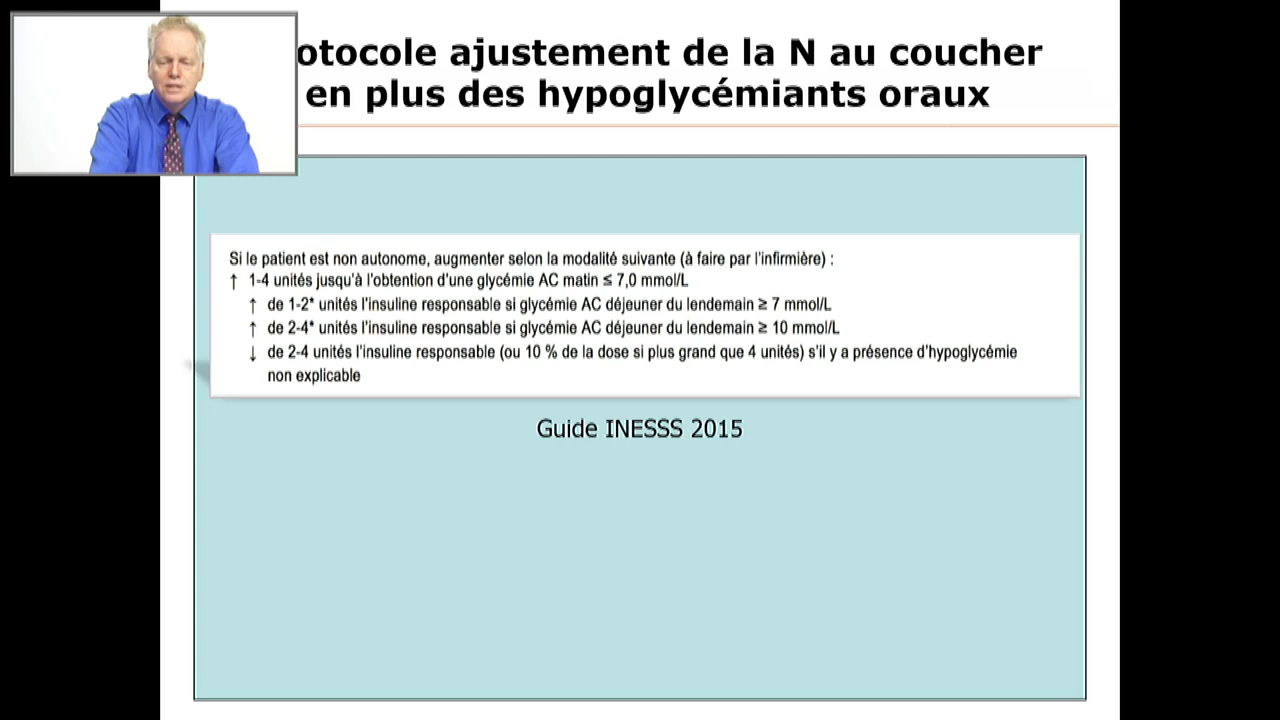 otocole ajustement de la N au coucher
en plus des hypoglycémiants oraux
Si le patient est non autonome, augmenter selon la modalité suivante (à faire par l'infirmière) :
↑ 1-4 unités jusqu'à l'obtention d'une glycémie AC matin ≤ 7,0 mmol/L
↑ de 1-2* unités l'insuline responsable si glycémie AC déjeuner du lendemain ≥ 7 mmol/L
↑ de 2-4* unités l'insuline responsable si glycémie AC déjeuner du lendemain ≥ 10 mmol/L
↓ de 2-4 unités l'insuline responsable (ou 10 % de la dose si plus grand que 4 unités) s'il y a présence d'hypoglycémie
non explicable
Guide INESSS 2015